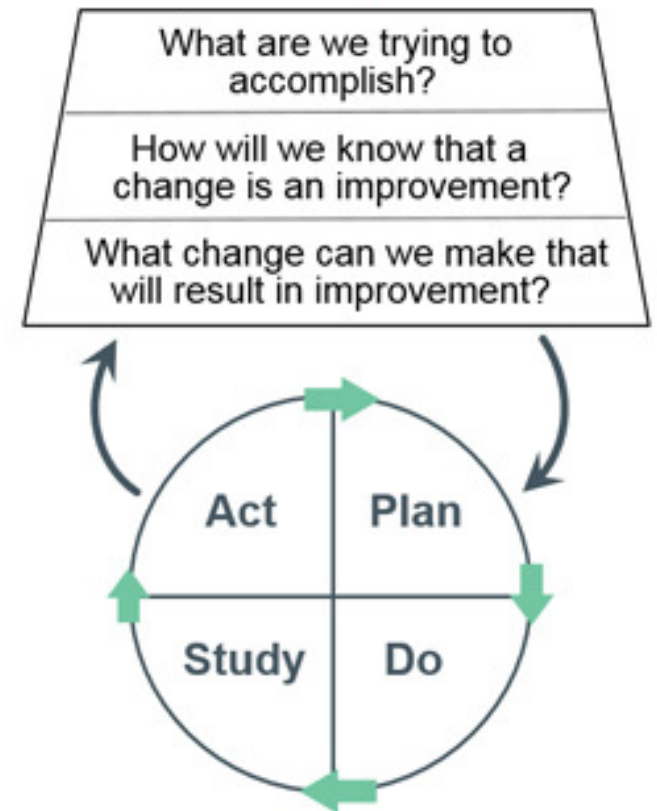 What are we trying to
accomplish?
How will we know that a
change is an improvement?
What change can we make that
will result in improvement?
Act
Plan
Study
Do